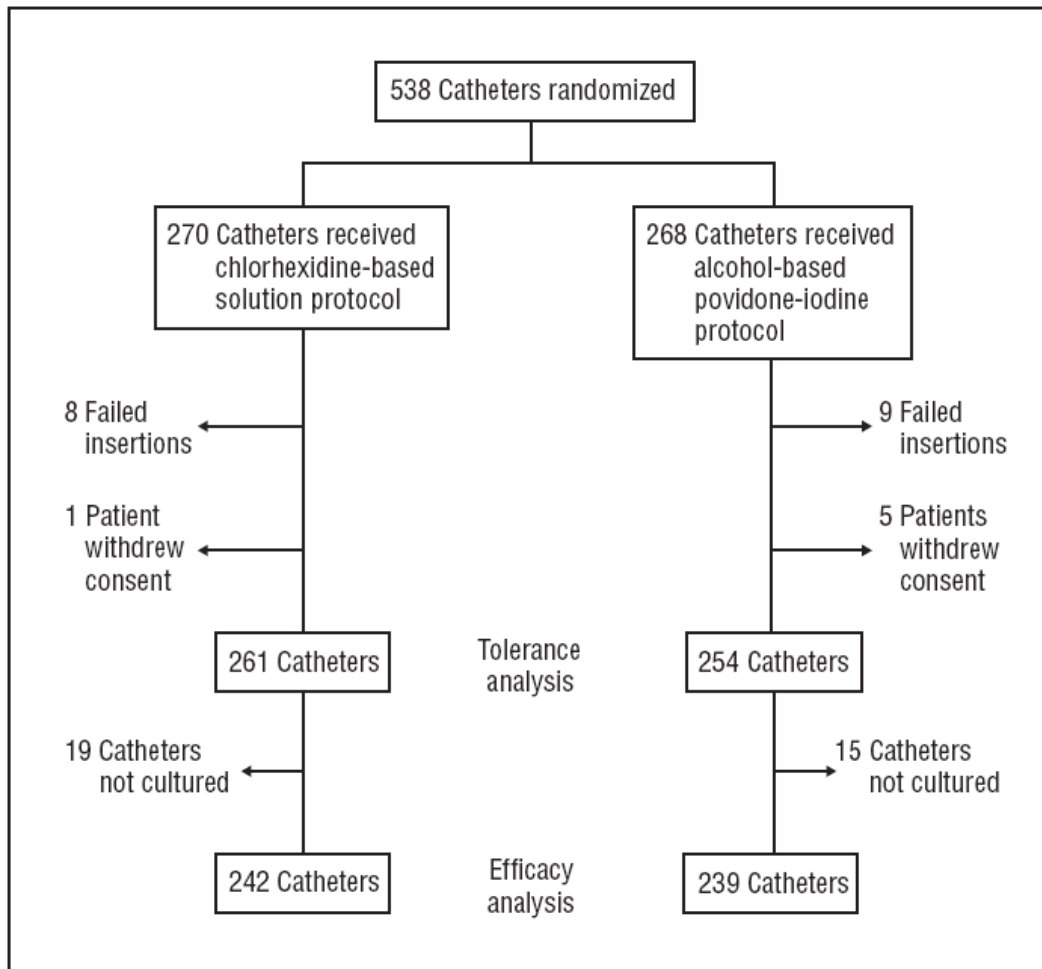 538 Catheters randomized
270 Catheters received
chlorhexidine-based
solution protocol
268 Catheters received
alcohol-based
povidone-iodine
protocol
8 Failed
insertions
9 Failed
insertions
1 Patient
withdrew
consent
5 Patients
withdrew
consent
261 Catheters
Tolerance
analysis
254 Catheters
19 Catheters
not cultured
15 Catheters
not cultured
242 Catheters
Efficacy
analysis
239 Catheters